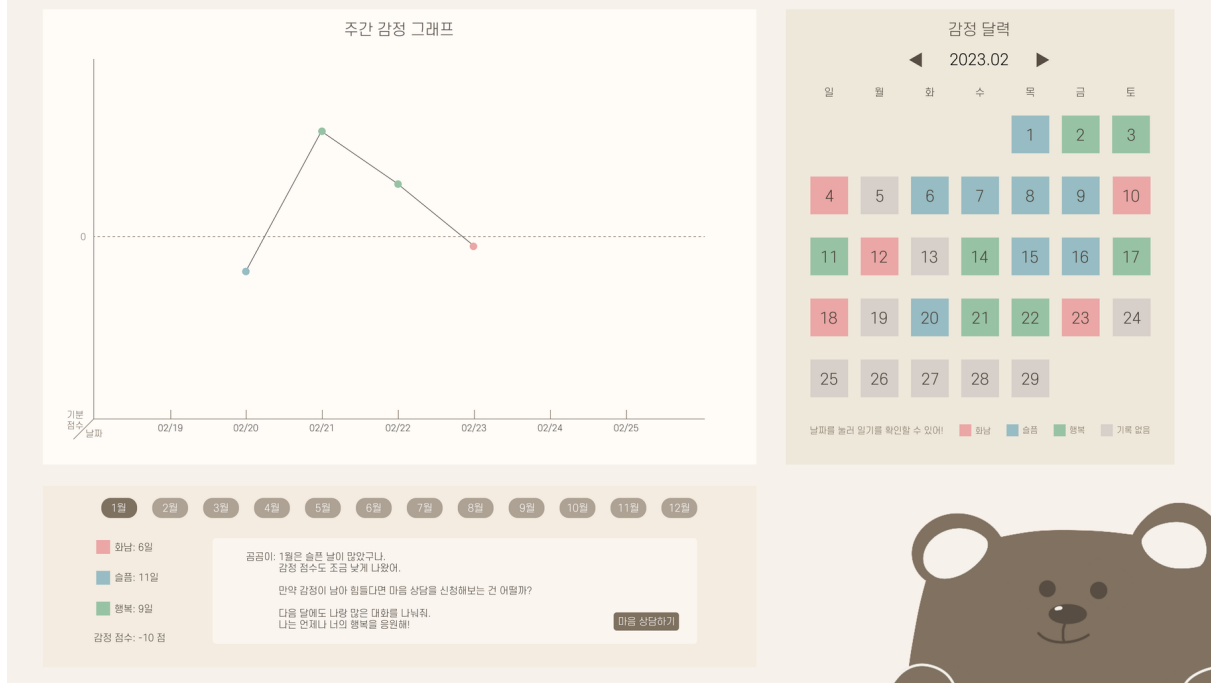 주간 감정 그래프
0
기분
점수
날짜
02/19
02/20
02/21
02/22
02/23
02/24
02/25
감정 달력
◀ 2023.02 ▶
일 월 화 수 목 금 토
1 2 3
4 5 6 7 8 9 10
11 12 13 14 15 16 17
18 19 20 21 22 23 24
25 26 27 28 29
날짜를 눌러 일기를 확인할 수 있어! 화남 슬픔 행복 기록 없음
1월 2월 3월 4월 5월 6월 7월 8월 9월 10월 11월 12월
화남: 6일
슬픔: 11일
행복: 9일
감정 점수: -10 점
곰곰이: 1월은 슬픈 날이 많았구나.
감정 점수도 조금 낮게 나왔어.
만약 감정이 남아 힘들다면 마음 상담을 신청해보는 건 어떨까?
다음 달에도 나랑 많은 대화를 나눠줘.
나는 언제나 너의 행복을 응원해!
마음 상담하기